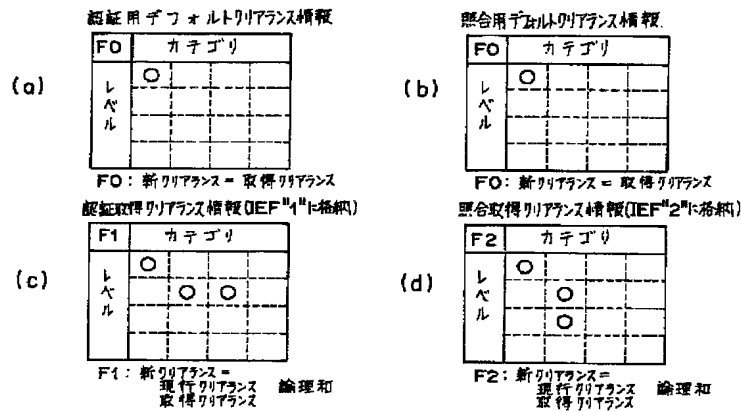 認証用デフォルトクリアランス情報
F0 カテゴリ
レベル
(a)
F0: 新クリアランス = 取得クリアランス
照合用デフォルトクリアランス情報
F0 カテゴリ
レベル
(b)
F0: 新クリアランス = 取得クリアランス
認証取得クリアランス情報(IEF"1"に格納)
F1 カテゴリ
レベル
(c)
F1: 新クリアランス=
現行クリアランス 論理和
取得クリアランス
照合取得クリアランス情報(IEF"2"に格納)
F2 カテゴリ
レベル
(d)
F2: 新クリアランス=
現行クリアランス 論理和
取得クリアランス